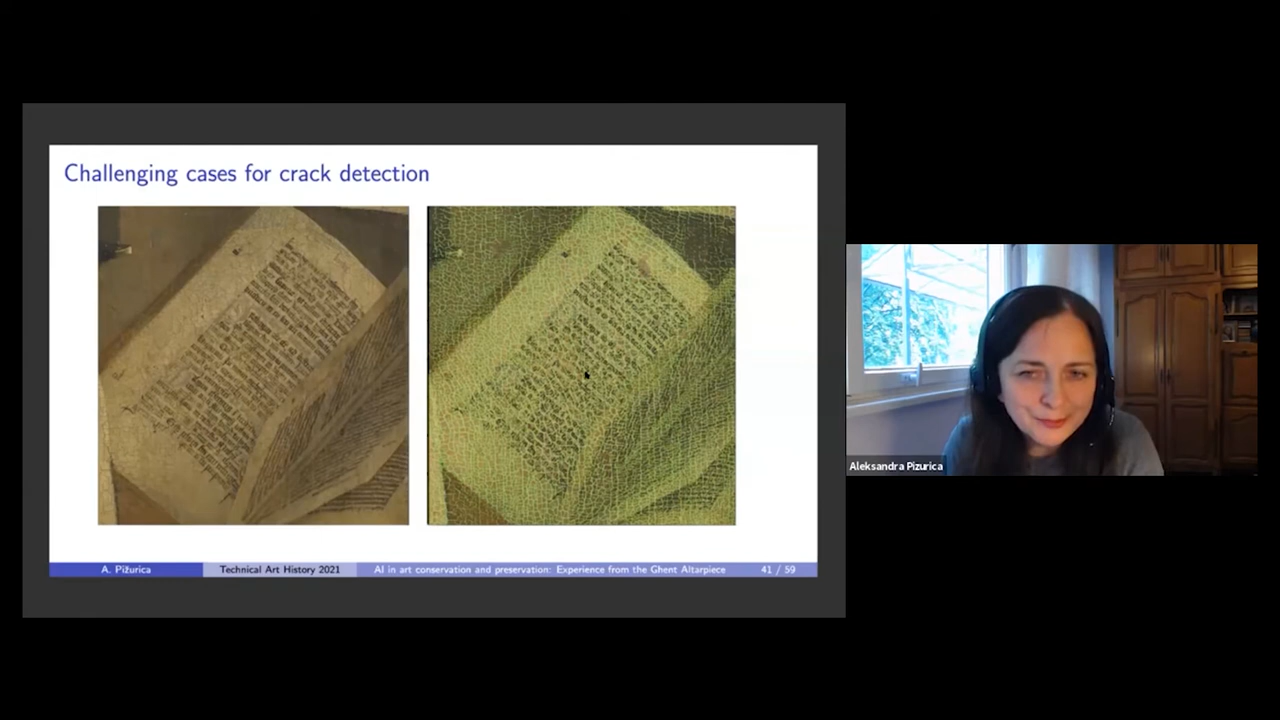 Challenging cases for crack detection
A. Pižurica
Technical Art History 2021
AI in art conservation and preservation: Experience from the Ghent Altarpiece
41 / 59
Aleksandra Pizurica